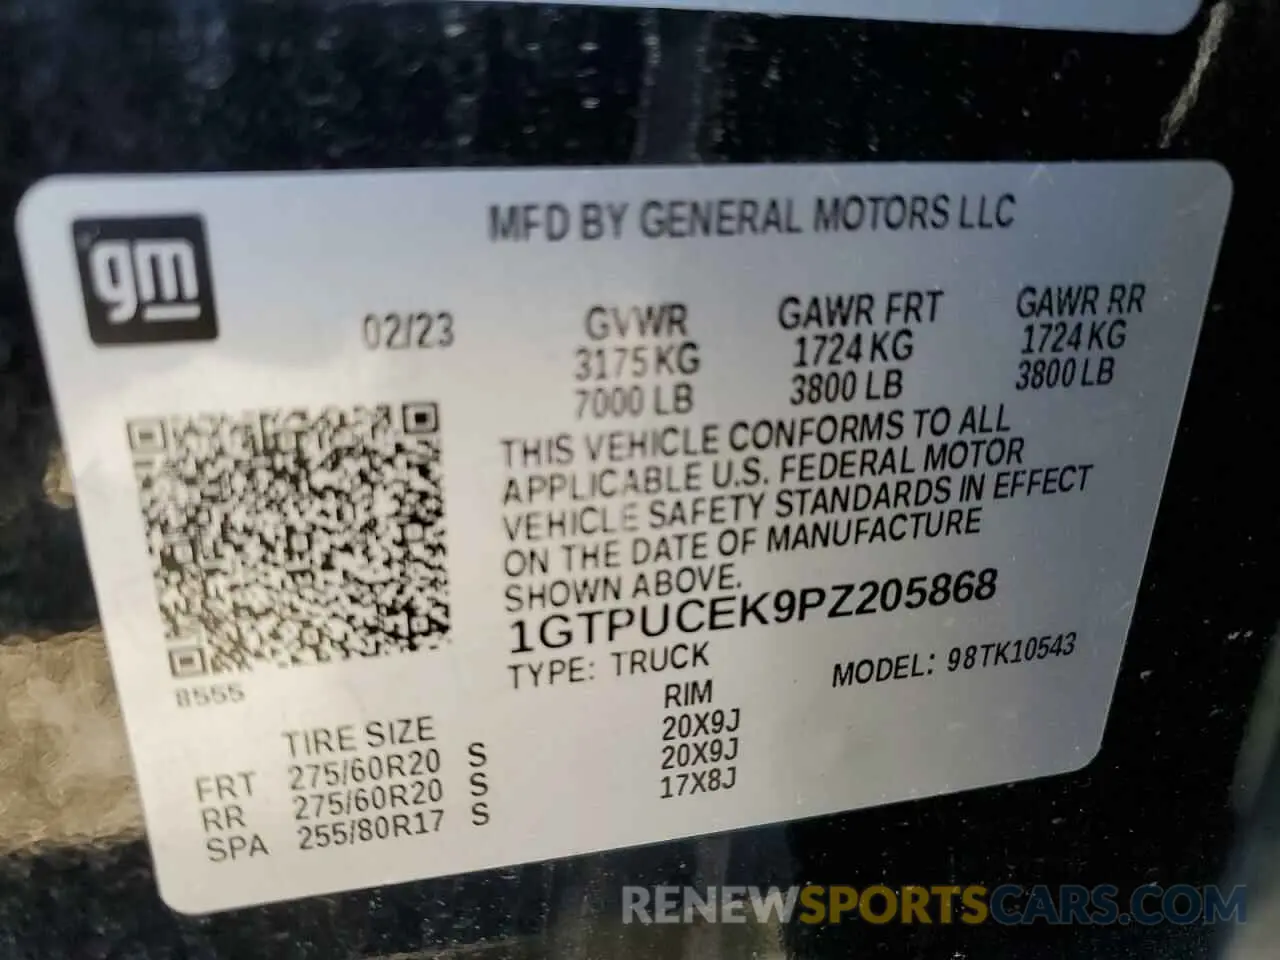 gm
MFD BY GENERAL MOTORS LLC
02/23 GVWR GAWR FRT GAWR RR
3175 KG 1724 KG 1724 KG
7000 LB 3800 LB 3800 LB
THIS VEHICLE CONFORMS TO ALL
APPLICABLE U.S. FEDERAL MOTOR
VEHICLE SAFETY STANDARDS IN EFFECT
ON THE DATE OF MANUFACTURE
SHOWN ABOVE.
1GTPUCEK9PZ205868
TYPE: TRUCK MODEL: 98TK10543
8555
TIRE SIZE RIM
FRT 275/60R20 S 20X9J
RR 275/60R20 S 20X9J
SPA 255/80R17 S 17X8J
RENEWSPORTSCARS.COM